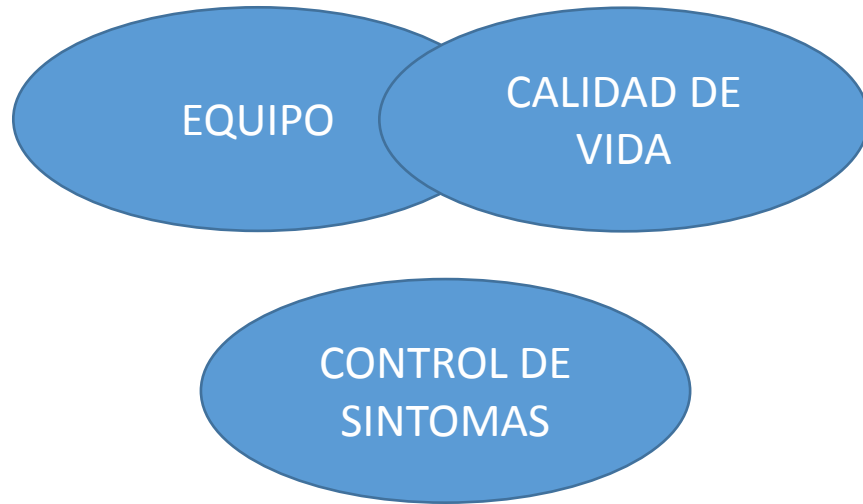 EQUIPO
CALIDAD DE
VIDA
CONTROL DE
SINTOMAS